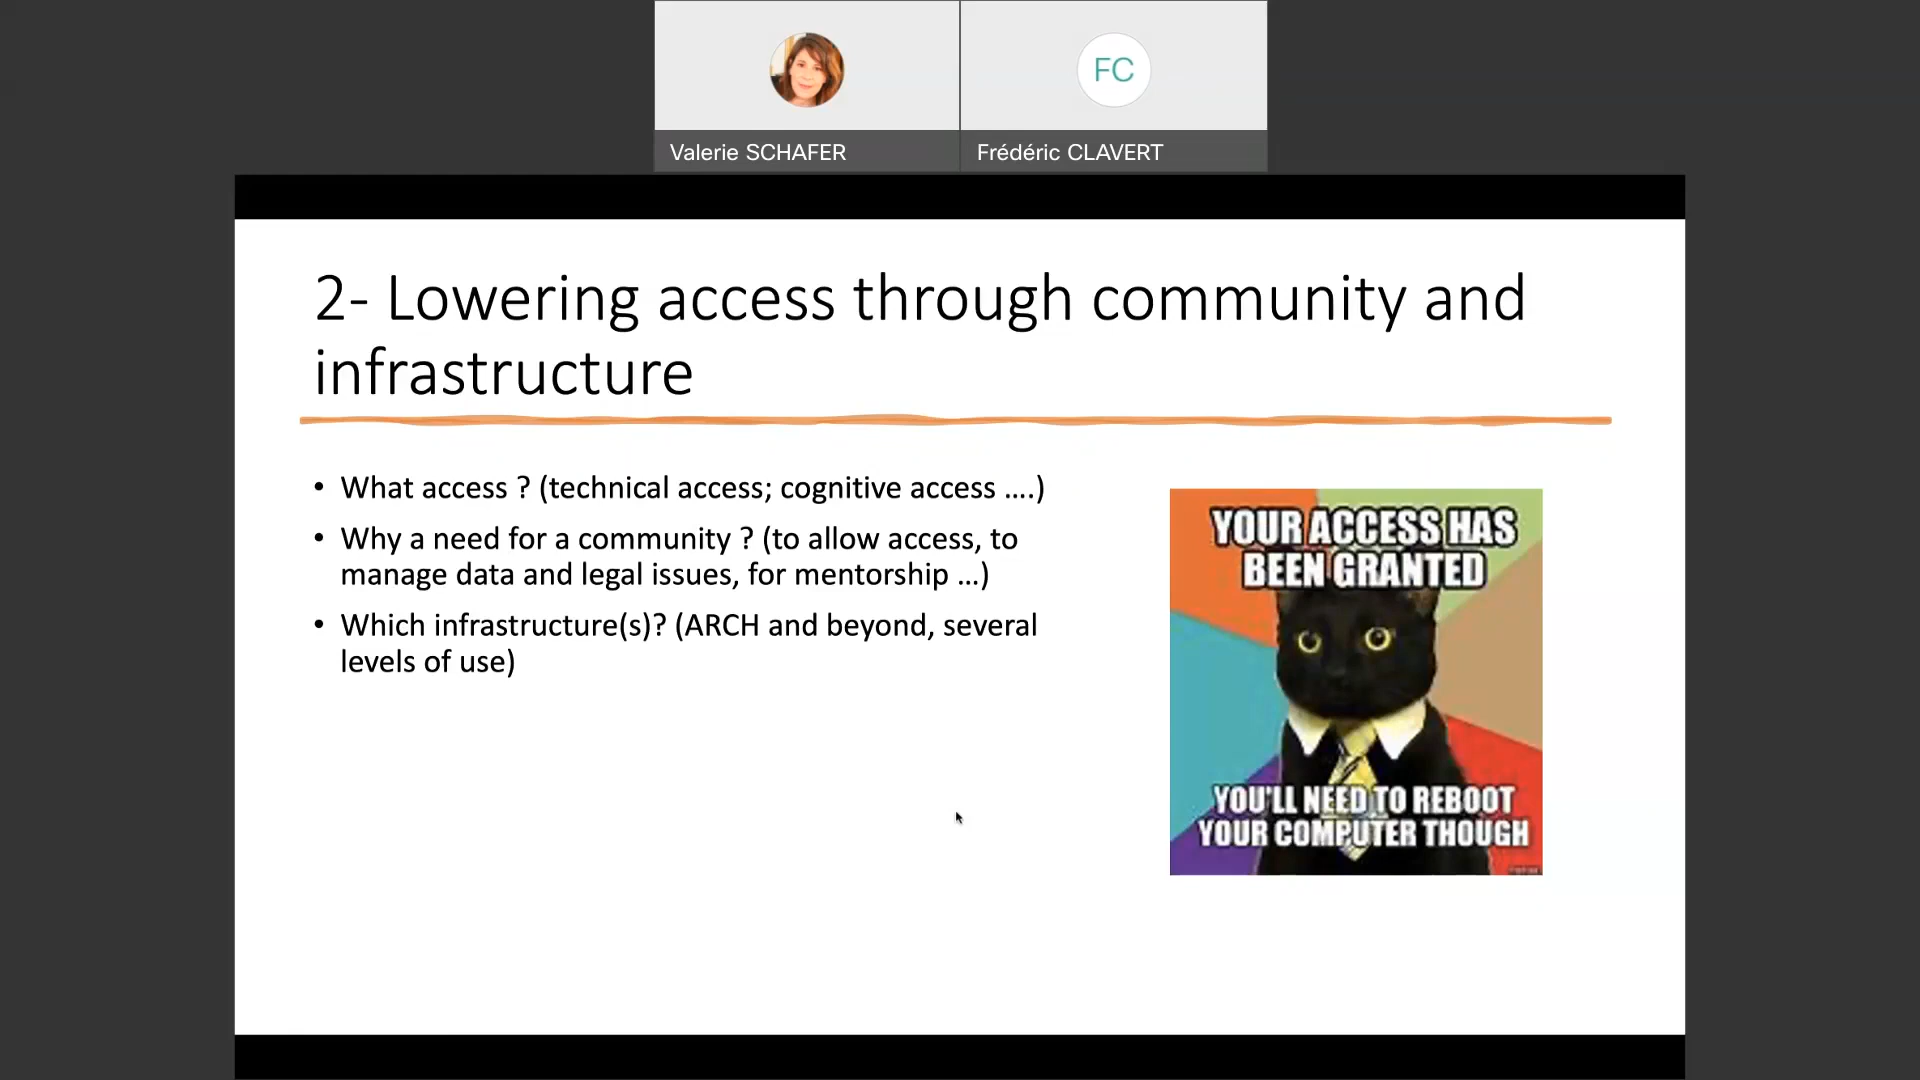 FC
Valerie SCHAFER
Frédéric CLAVERT
2- Lowering access through community and
infrastructure
• What access ? (technical access; cognitive access ....)
• Why a need for a community ? (to allow access, to
manage data and legal issues, for mentorship ...)
• Which infrastructure(s)? (ARCH and beyond, several
levels of use)
YOUR ACCESS HAS
BEEN GRANTED
YOU'LL NEED TO REBOOT
YOUR COMPUTER THOUGH